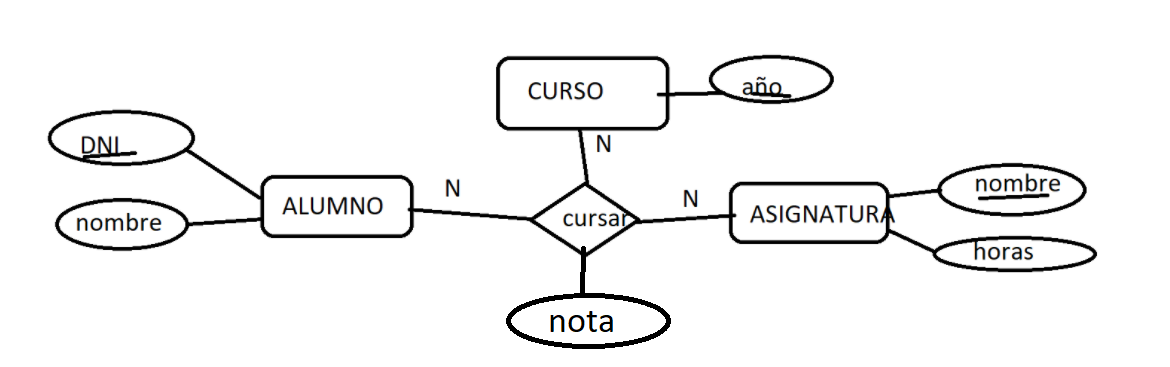 CURSO
año
DNI
N
nombre
N
N
nombre
ALUMNO
cursar
ASIGNATURA
horas
nota